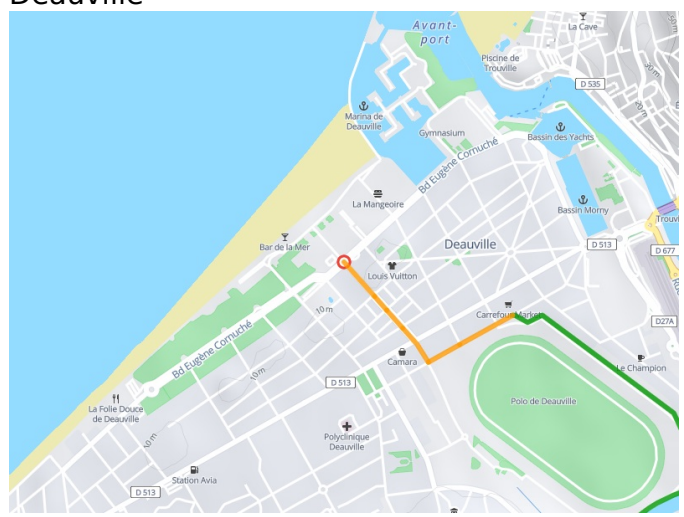 Deauville
Avant-
port
La Cave
Piscine de
Trouville
D 535
Marina de
Deauville
Gymnasium
Bassin des Yachts
Bd Eugène Cornuché
La Mangeoire
Bassin Morny
Bar de la Mer
Deauville
D 513
D 677
Louis Vuitton
10 m
Carrefour Market
D27A
Bd Eugène Cornuché
Camara
Le Champion
10 m
D 513
La Folie Douce
de Deauville
Polo de Deauville
10 m
Polyclinique
Deauville
Station Avia
D 513